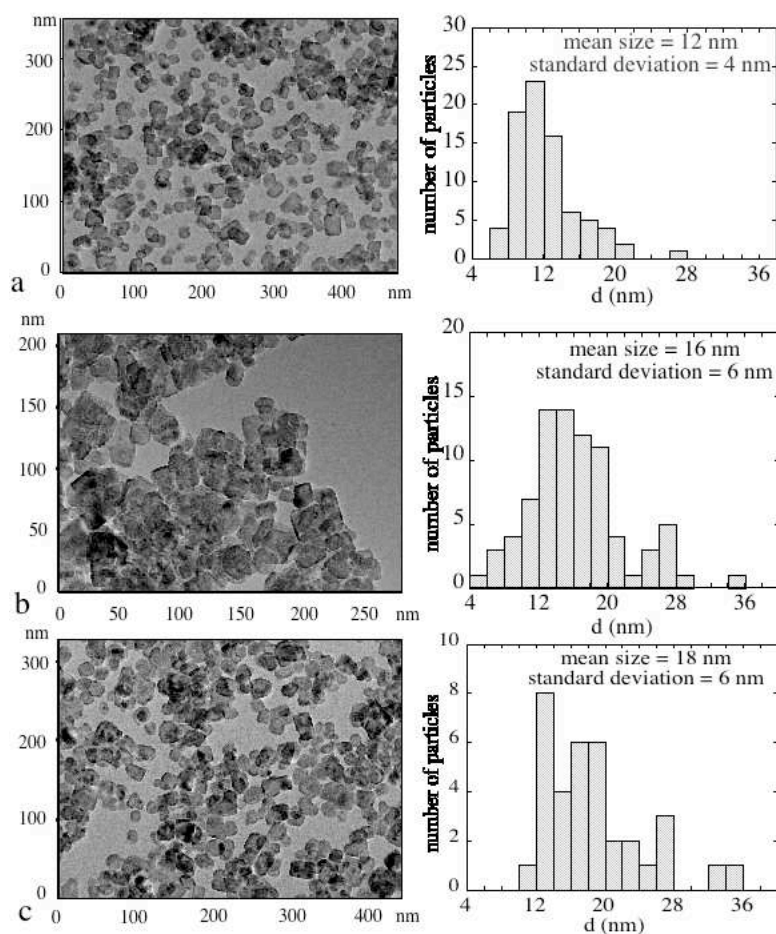 nm
300
200
100
0
a
0 100 200 300 400 nm
30
25
20
15
10
5
0
number of particles
mean size = 12 nm
standard deviation = 4 nm
4 12 20 28 36
d (nm)
nm
200
150
100
50
0
b
0 50 100 150 200 250 nm
20
15
10
5
0
number of particles
mean size = 16 nm
standard deviation = 6 nm
4 12 20 28 36
d (nm)
nm
300
200
100
0
c
0 100 200 300 400 nm
10
8
6
4
2
0
number of particles
mean size = 18 nm
standard deviation = 6 nm
4 12 20 28 36
d (nm)